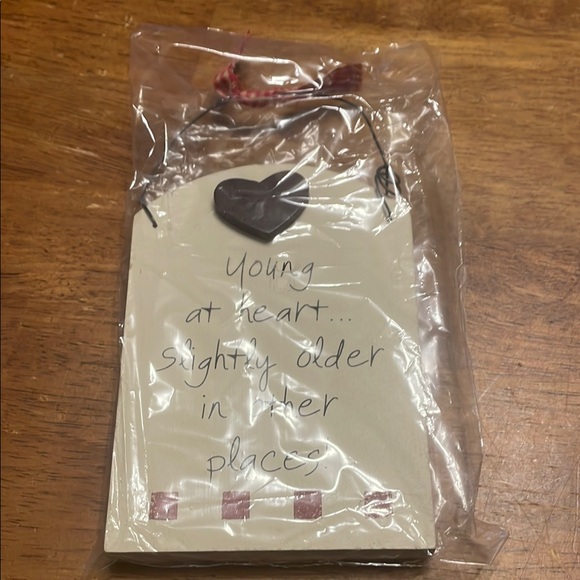 Young
at heart...
slightly older
in other
places.